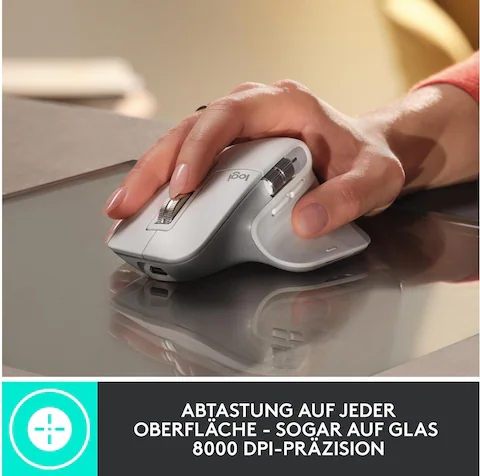 logi
ABTASTUNG AUF JEDER
OBERFLÄCHE - SOGAR AUF GLAS
8000 DPI-PRÄZISION